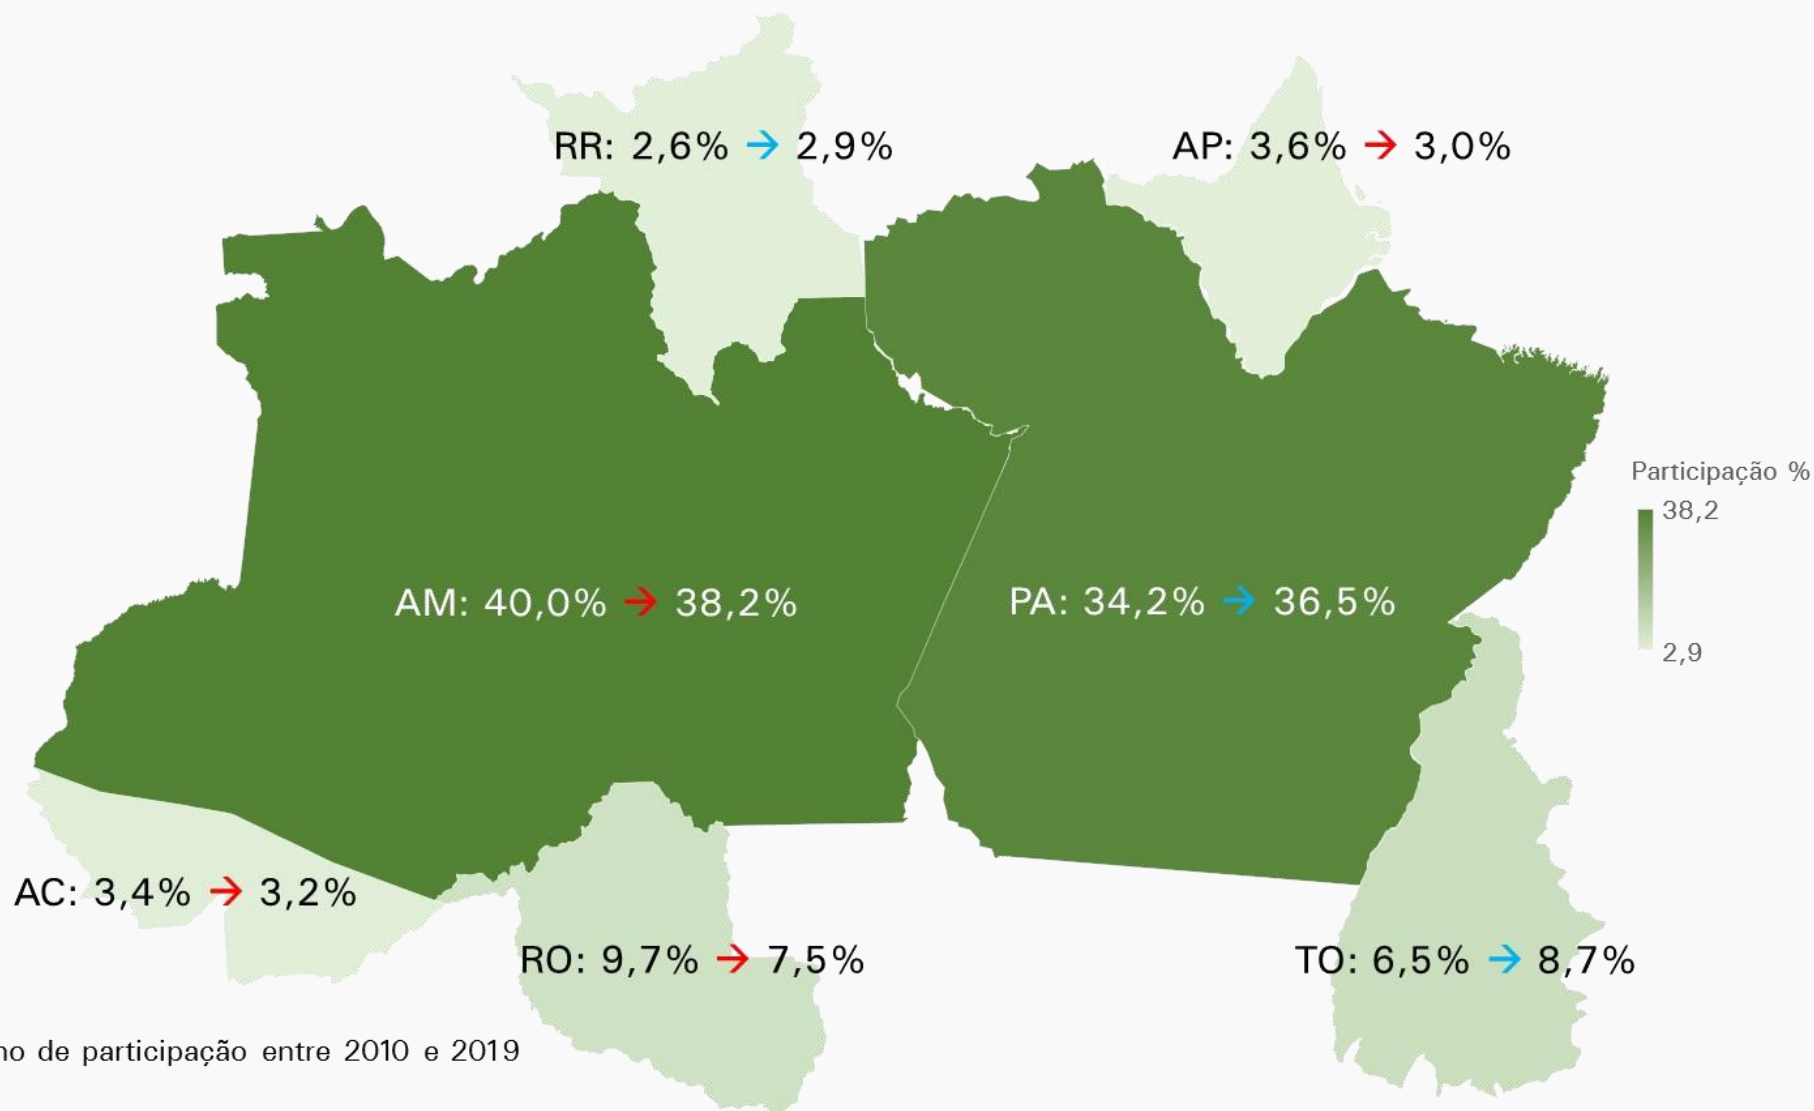 RR: 2,6% → 2,9%
AP: 3,6% → 3,0%
Participação %
38,2
2,9
AM: 40,0% → 38,2%
PA: 34,2% → 36,5%
AC: 3,4% → 3,2%
RO: 9,7% → 7,5%
TO: 6,5% → 8,7%
de participação entre 2010 e 2019